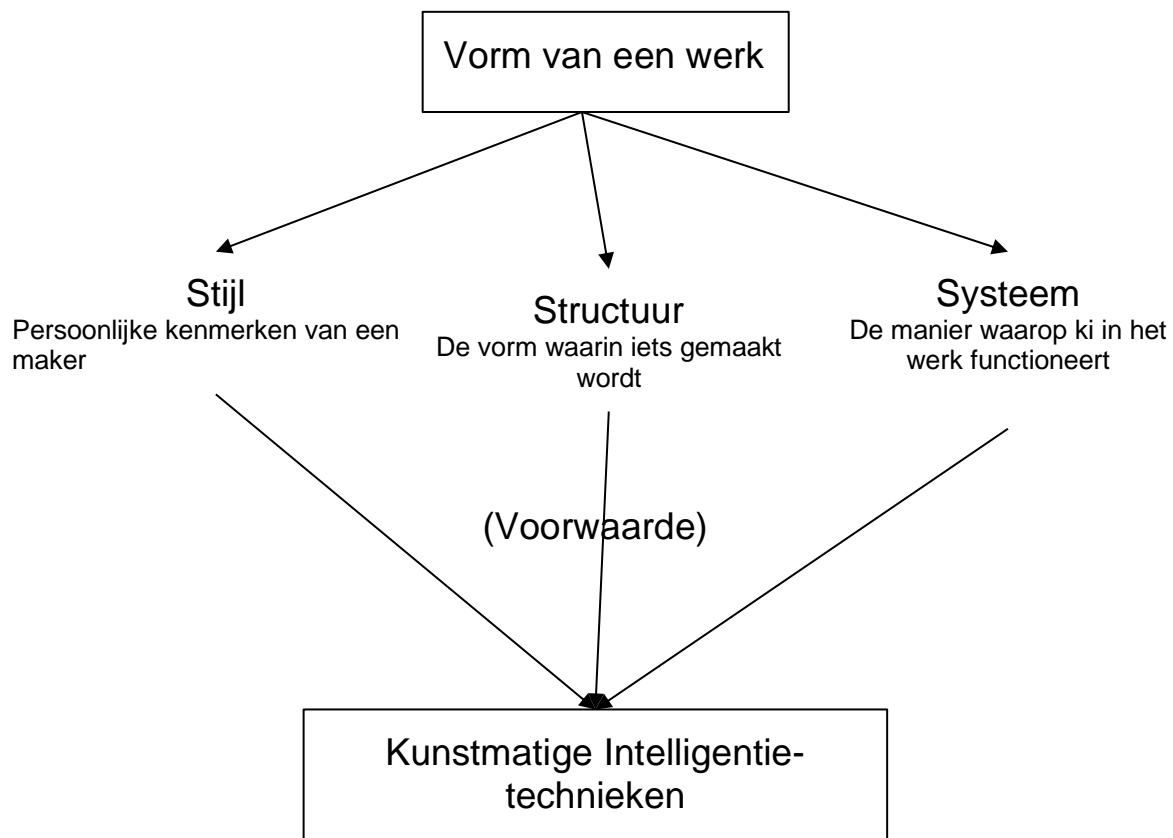 Vorm van een werk
Stijl
Persoonlijke kenmerken van een
maker
Structuur
De vorm waarin iets gemaakt
wordt
Systeem
De manier waarop ki in het
werk functioneert
(Voorwaarde)
Kunstmatige Intelligentie-
technieken